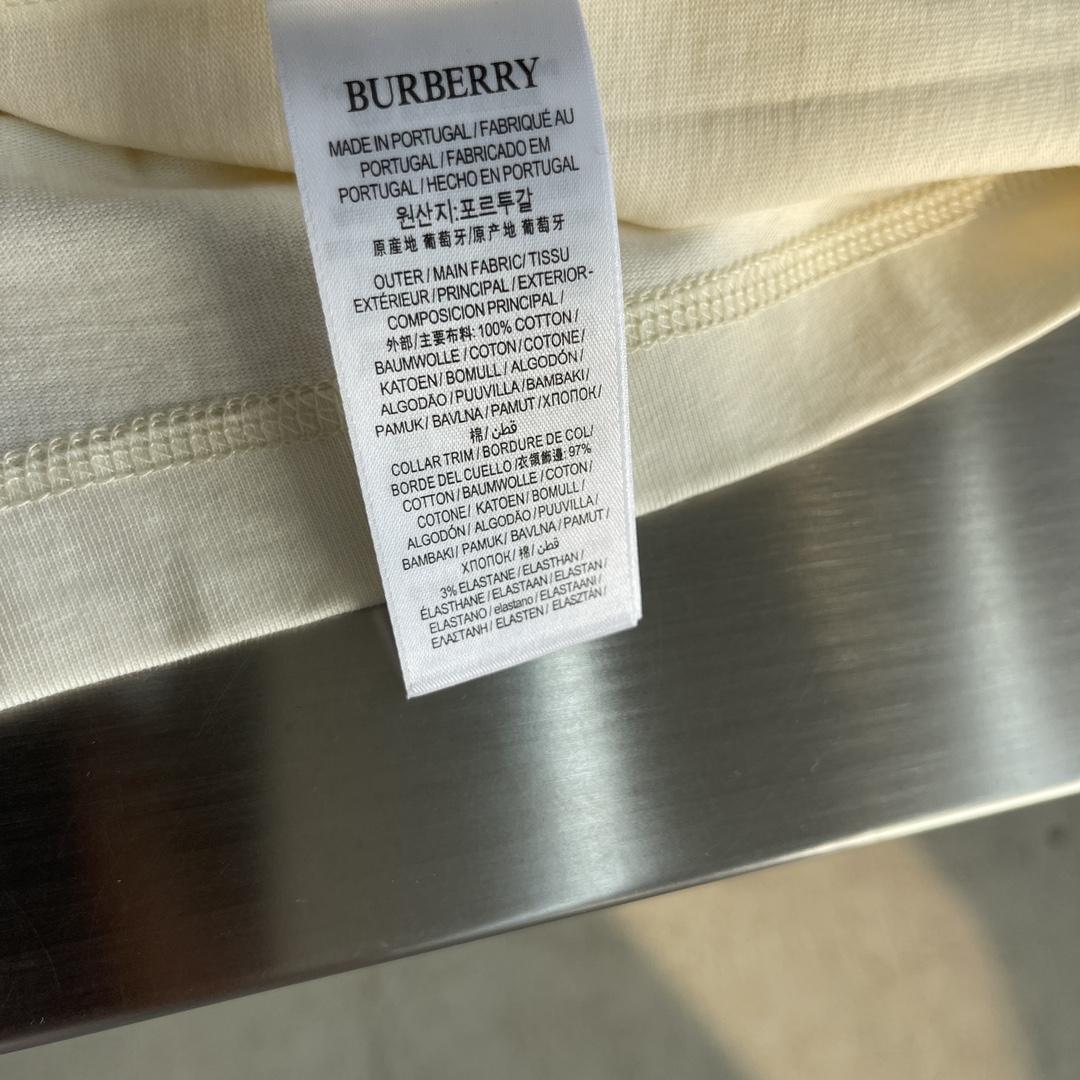 BURBERRY
MADE IN PORTUGAL / FABRIQUÉ AU
PORTUGAL / FABRICADO EM
PORTUGAL / HECHO EN PORTUGAL
원산지:포르투갈
原産地 葡萄牙/原产地 葡萄牙
OUTER / MAIN FABRIC/ TISSU
EXTÉRIEUR / PRINCIPAL / EXTERIOR-
COMPOSICION PRINCIPAL /
外部/主要布料: 100% COTTON /
BAUMWOLLE / COTON / COTONE /
KATOEN / BOMULL / ALGODÓN /
ALGODÃO / PUUVILLA / BAMBAKI /
PAMUK / BAVLNA / PAMUT / ХЛОПОК /
棉 / قطن
COLLAR TRIM / BORDURE DE COL/
BORDE DEL CUELLO /衣領飾邊: 97%
COTTON / BAUMWOLLE / COTON /
COTONE / KATOEN / BOMULL /
ALGODÓN / ALGODÃO / PUUVILLA /
BAMBAKI / PAMUK / BAVLNA / PAMUT /
ХЛОПОК / 棉 / قطن
3% ELASTANE / ELASTHAN /
ÉLASTHANE / ELASTAAN / ELASTAN /
ELASTANO / elastano / ELASTAANI /
ΕΛΑΣΤΑΝΗ / ELASTEN / ELASZTÁN /